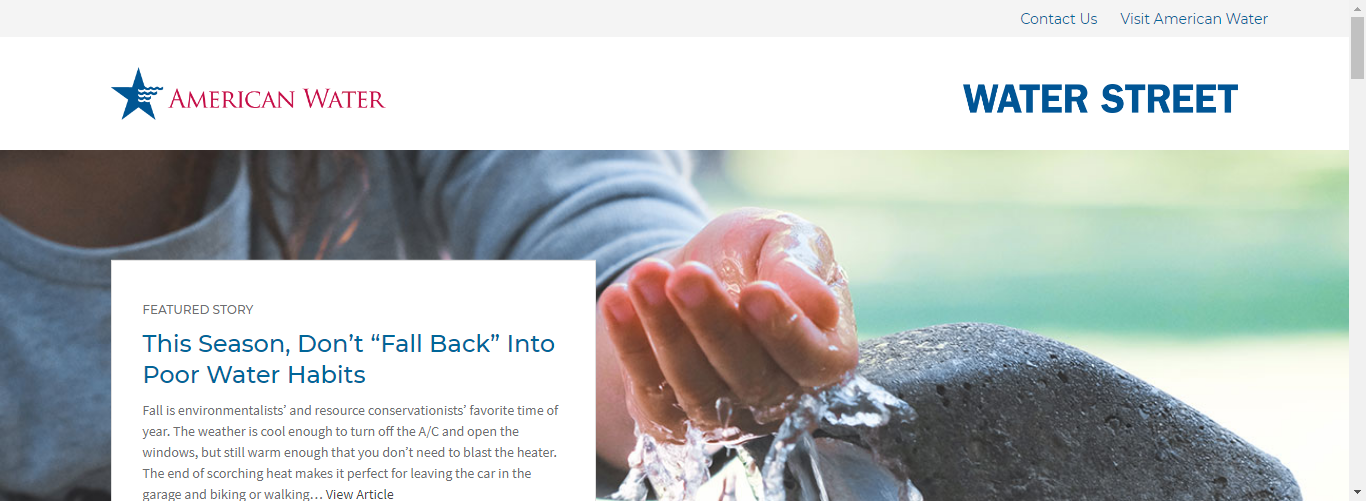 Contact Us Visit American Water
AMERICAN WATER
WATER STREET
FEATURED STORY
This Season, Don’t “Fall Back” Into
Poor Water Habits
Fall is environmentalists’ and resource conservationists’ favorite time of
year. The weather is cool enough to turn off the A/C and open the
windows, but still warm enough that you don’t need to blast the heater.
The end of scorching heat makes it perfect for leaving the car in the
garage and biking or walking… View Article